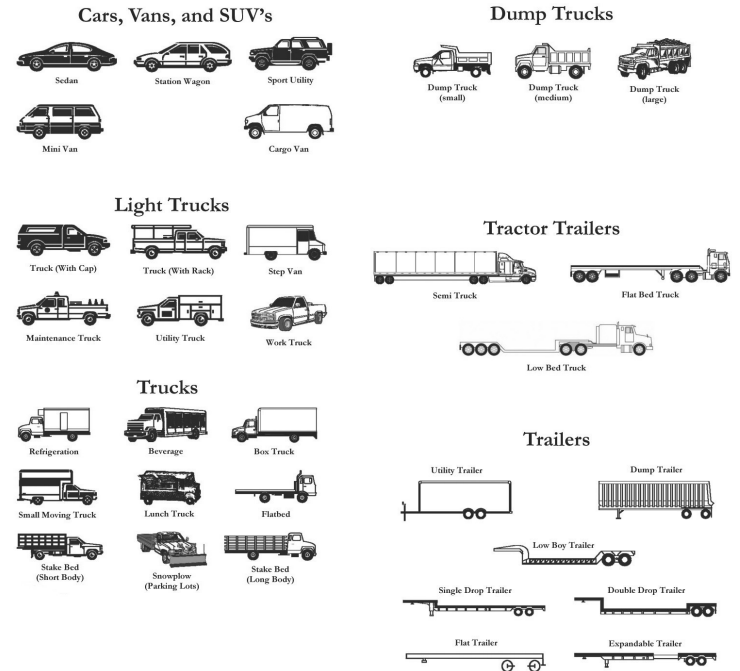 Cars, Vans, and SUV's
Sedan
Station Wagon
Sport Utility
Mini Van
Cargo Van
Light Trucks
Truck (With Cap)
Truck (With Rack)
Step Van
Maintenance Truck
Utility Truck
Work Truck
Trucks
Refrigeration
Beverage
Box Truck
Small Moving Truck
Lunch Truck
Flatbed
Stake Bed
(Short Body)
Snowplow
(Parking Lots)
Stake Bed
(Long Body)
Dump Trucks
Dump Truck
(small)
Dump Truck
(medium)
Dump Truck
(large)
Tractor Trailers
Semi Truck
Flat Bed Truck
Low Bed Truck
Trailers
Utility Trailer
Dump Trailer
Low Boy Trailer
Single Drop Trailer
Double Drop Trailer
Flat Trailer
Expandable Trailer